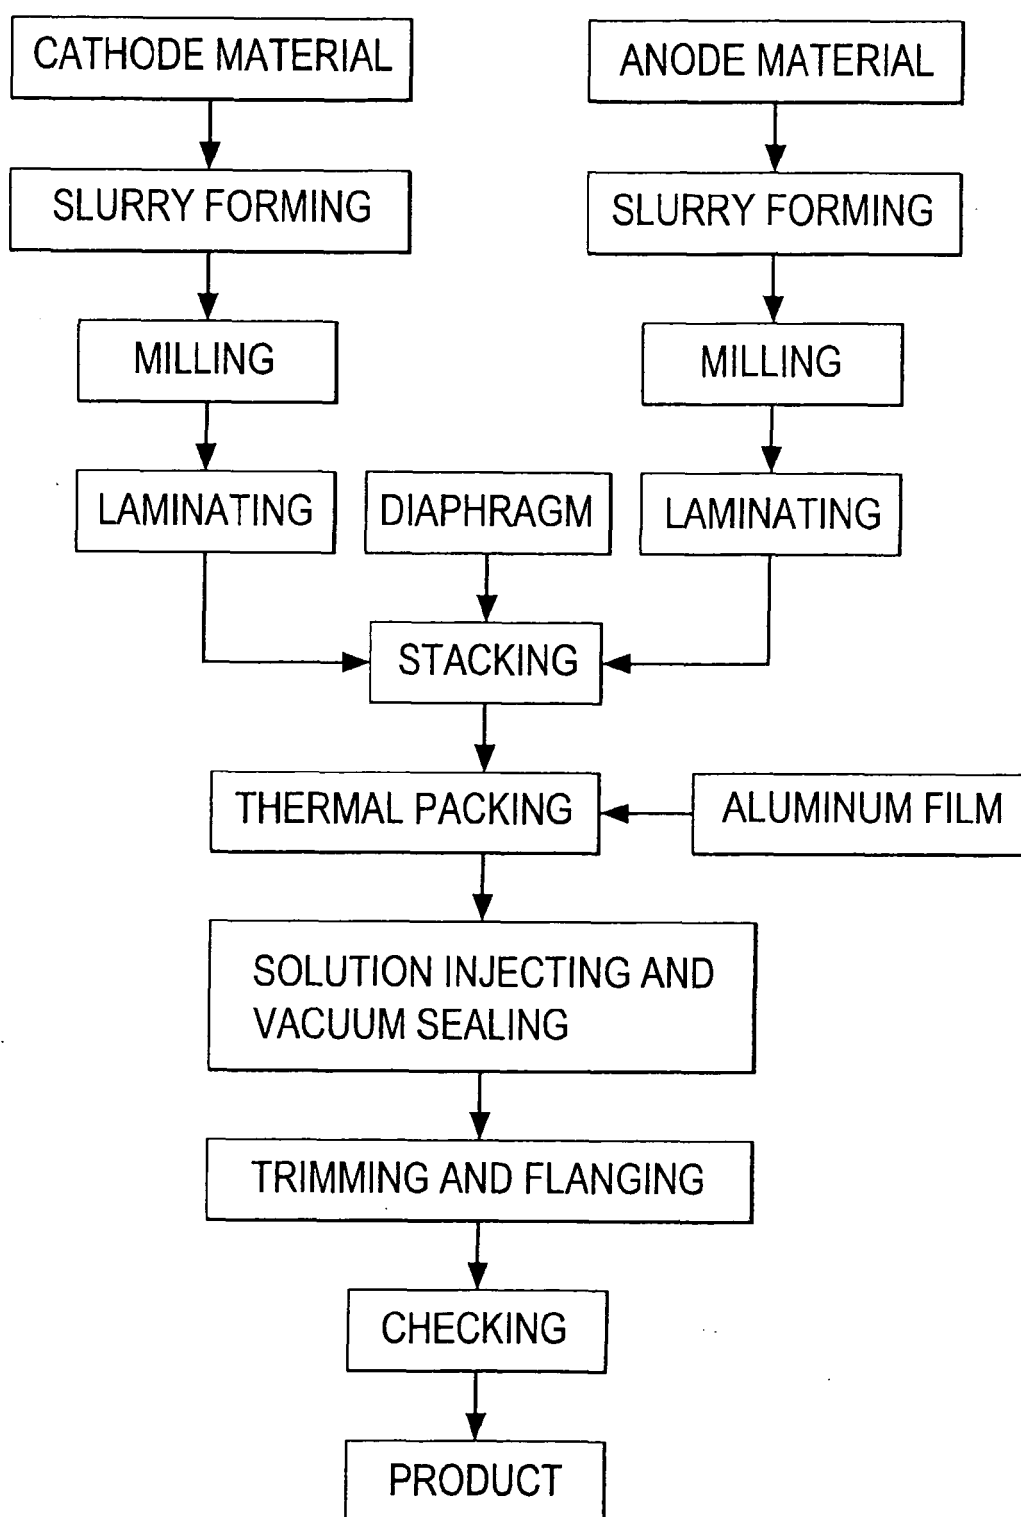 CATHODE MATERIAL
ANODE MATERIAL
SLURRY FORMING
SLURRY FORMING
MILLING
MILLING
LAMINATING
DIAPHRAGM
LAMINATING
STACKING
THERMAL PACKING
ALUMINUM FILM
SOLUTION INJECTING AND
VACUUM SEALING
TRIMMING AND FLANGING
CHECKING
PRODUCT